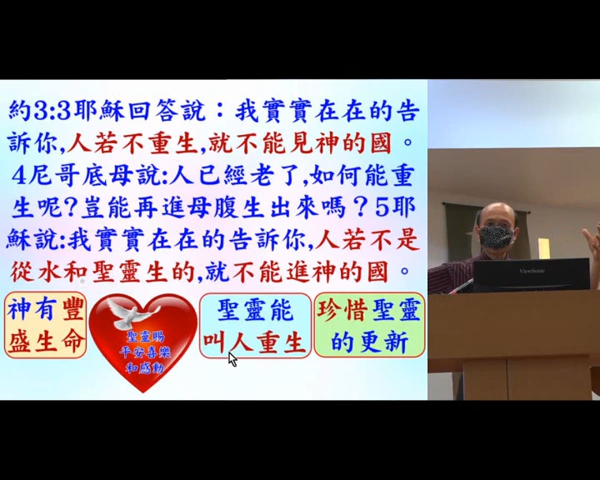 約3:3耶穌回答說：我實實在在的告
訴你,人若不重生,就不能見神的國。
4尼哥底母說:人已經老了,如何能重
生呢?豈能再進母腹生出來嗎？5耶
穌說:我實實在在的告訴你,人若不是
從水和聖靈生的,就不能進神的國。
神有豐
盛生命
聖靈賜
平安喜樂
和感動
聖靈能
叫人重生
珍惜聖靈
的更新
ViewSonic